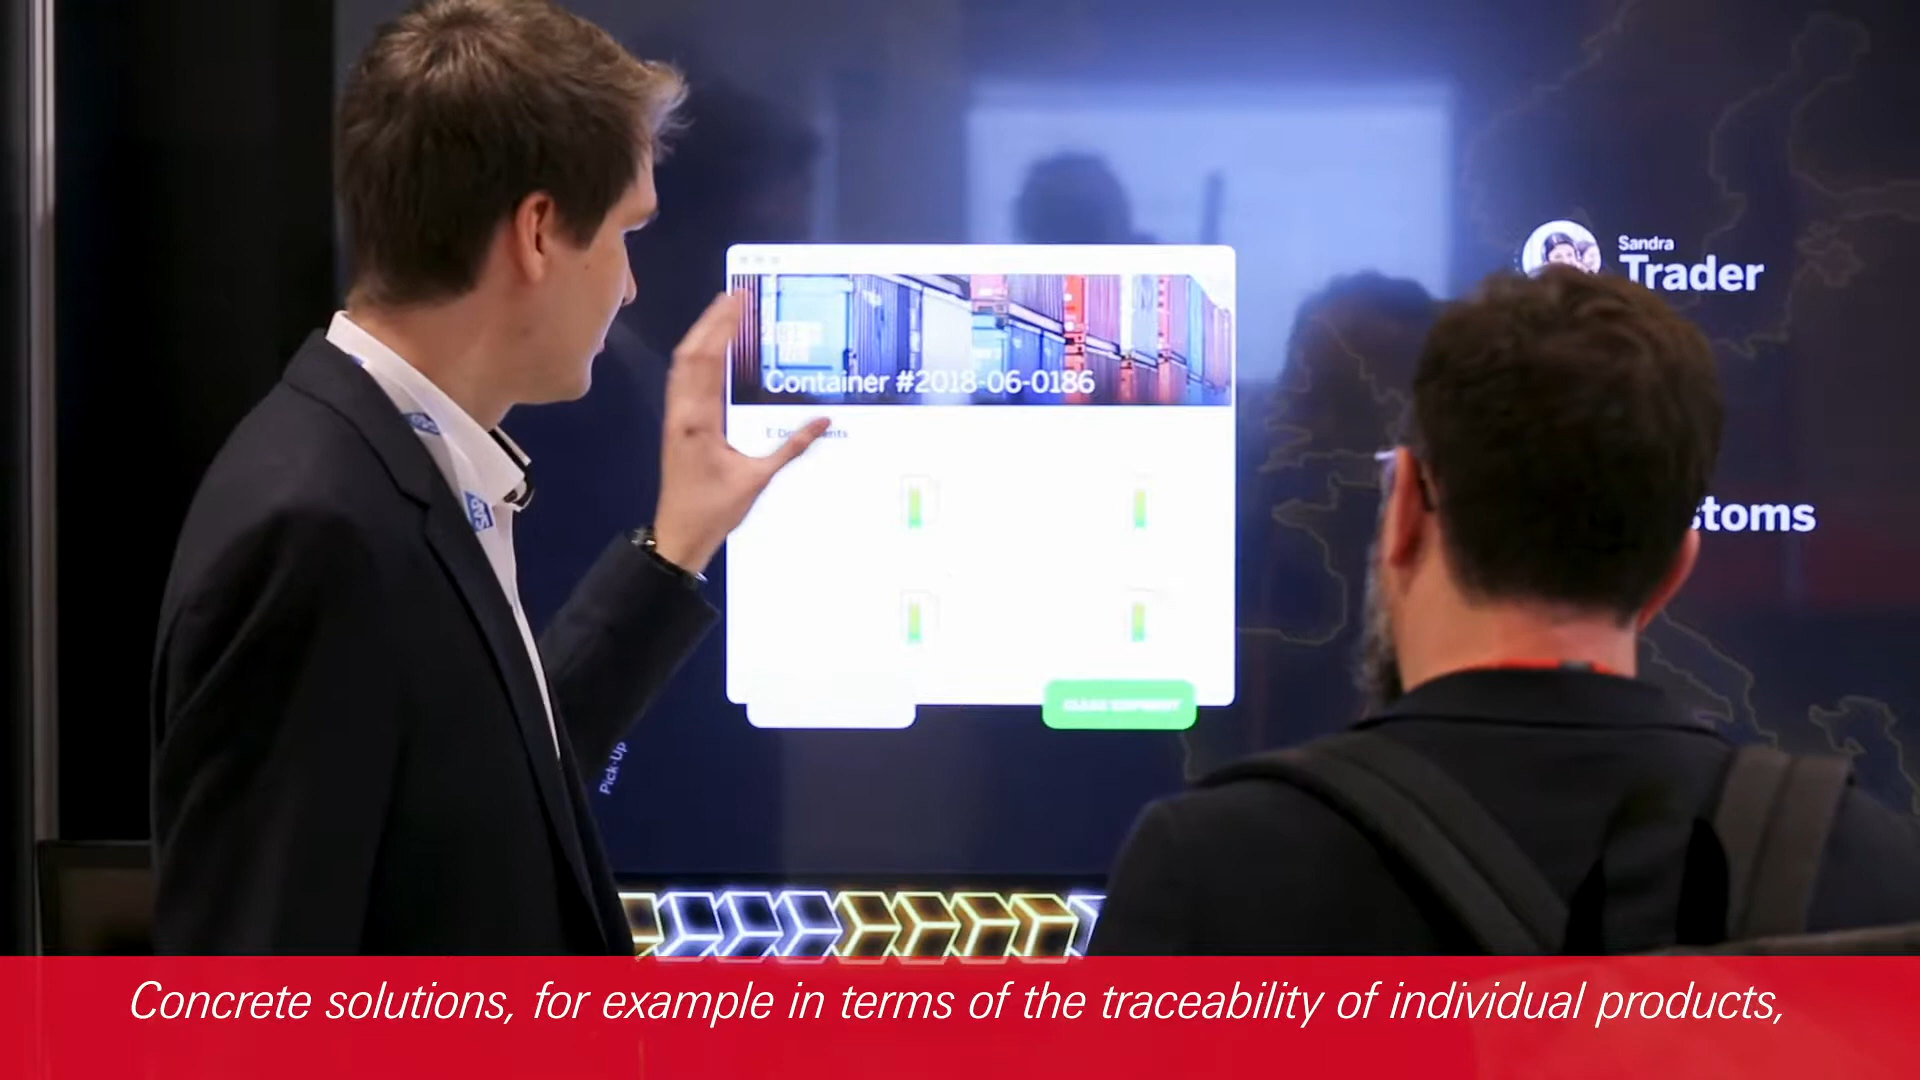 Sandra
Trader
Container #2018-06-0186
stoms
Pick-Up
Concrete solutions, for example in terms of the traceability of individual products,